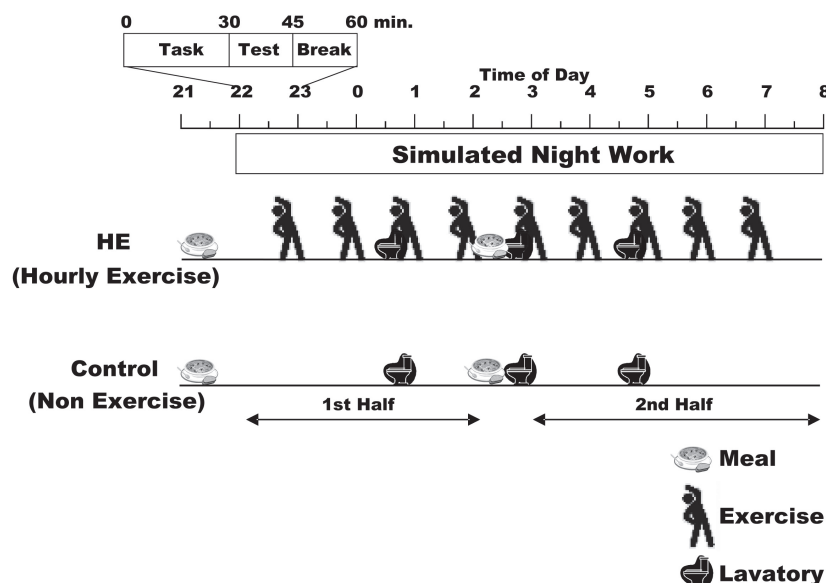 0 30 45 60 min.
Task Test Break
Time of Day
21 22 23 0 1 2 3 4 5 6 7 8
Simulated Night Work
HE
(Hourly Exercise)
Control
(Non Exercise)
1st Half 2nd Half
Meal
Exercise
Lavatory